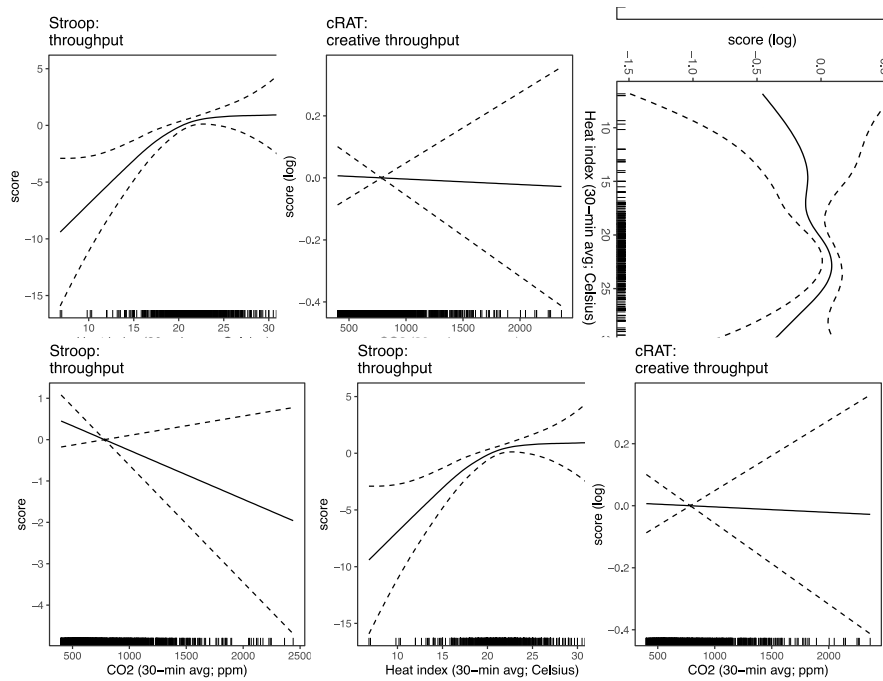 Stroop:
throughput
cRAT:
creative throughput
score (log)
−1.5
−1.0
−0.5
0.0
10
15
20
25
Heat index (30−min avg; Celsius)
5
0
−5
−10
−15
score
10
15
20
25
30
0.2
0.0
−0.2
−0.4
score (log)
500
1000
1500
2000
Stroop:
throughput
Stroop:
throughput
cRAT:
creative throughput
1
0
−1
−2
−3
−4
score
500
1000
1500
2000
2500
CO2 (30−min avg; ppm)
5
0
−5
−10
−15
score
10
15
20
25
30
Heat index (30−min avg; Celsius)
0.2
0.0
−0.2
−0.4
score (log)
500
1000
1500
2000
CO2 (30−min avg; ppm)